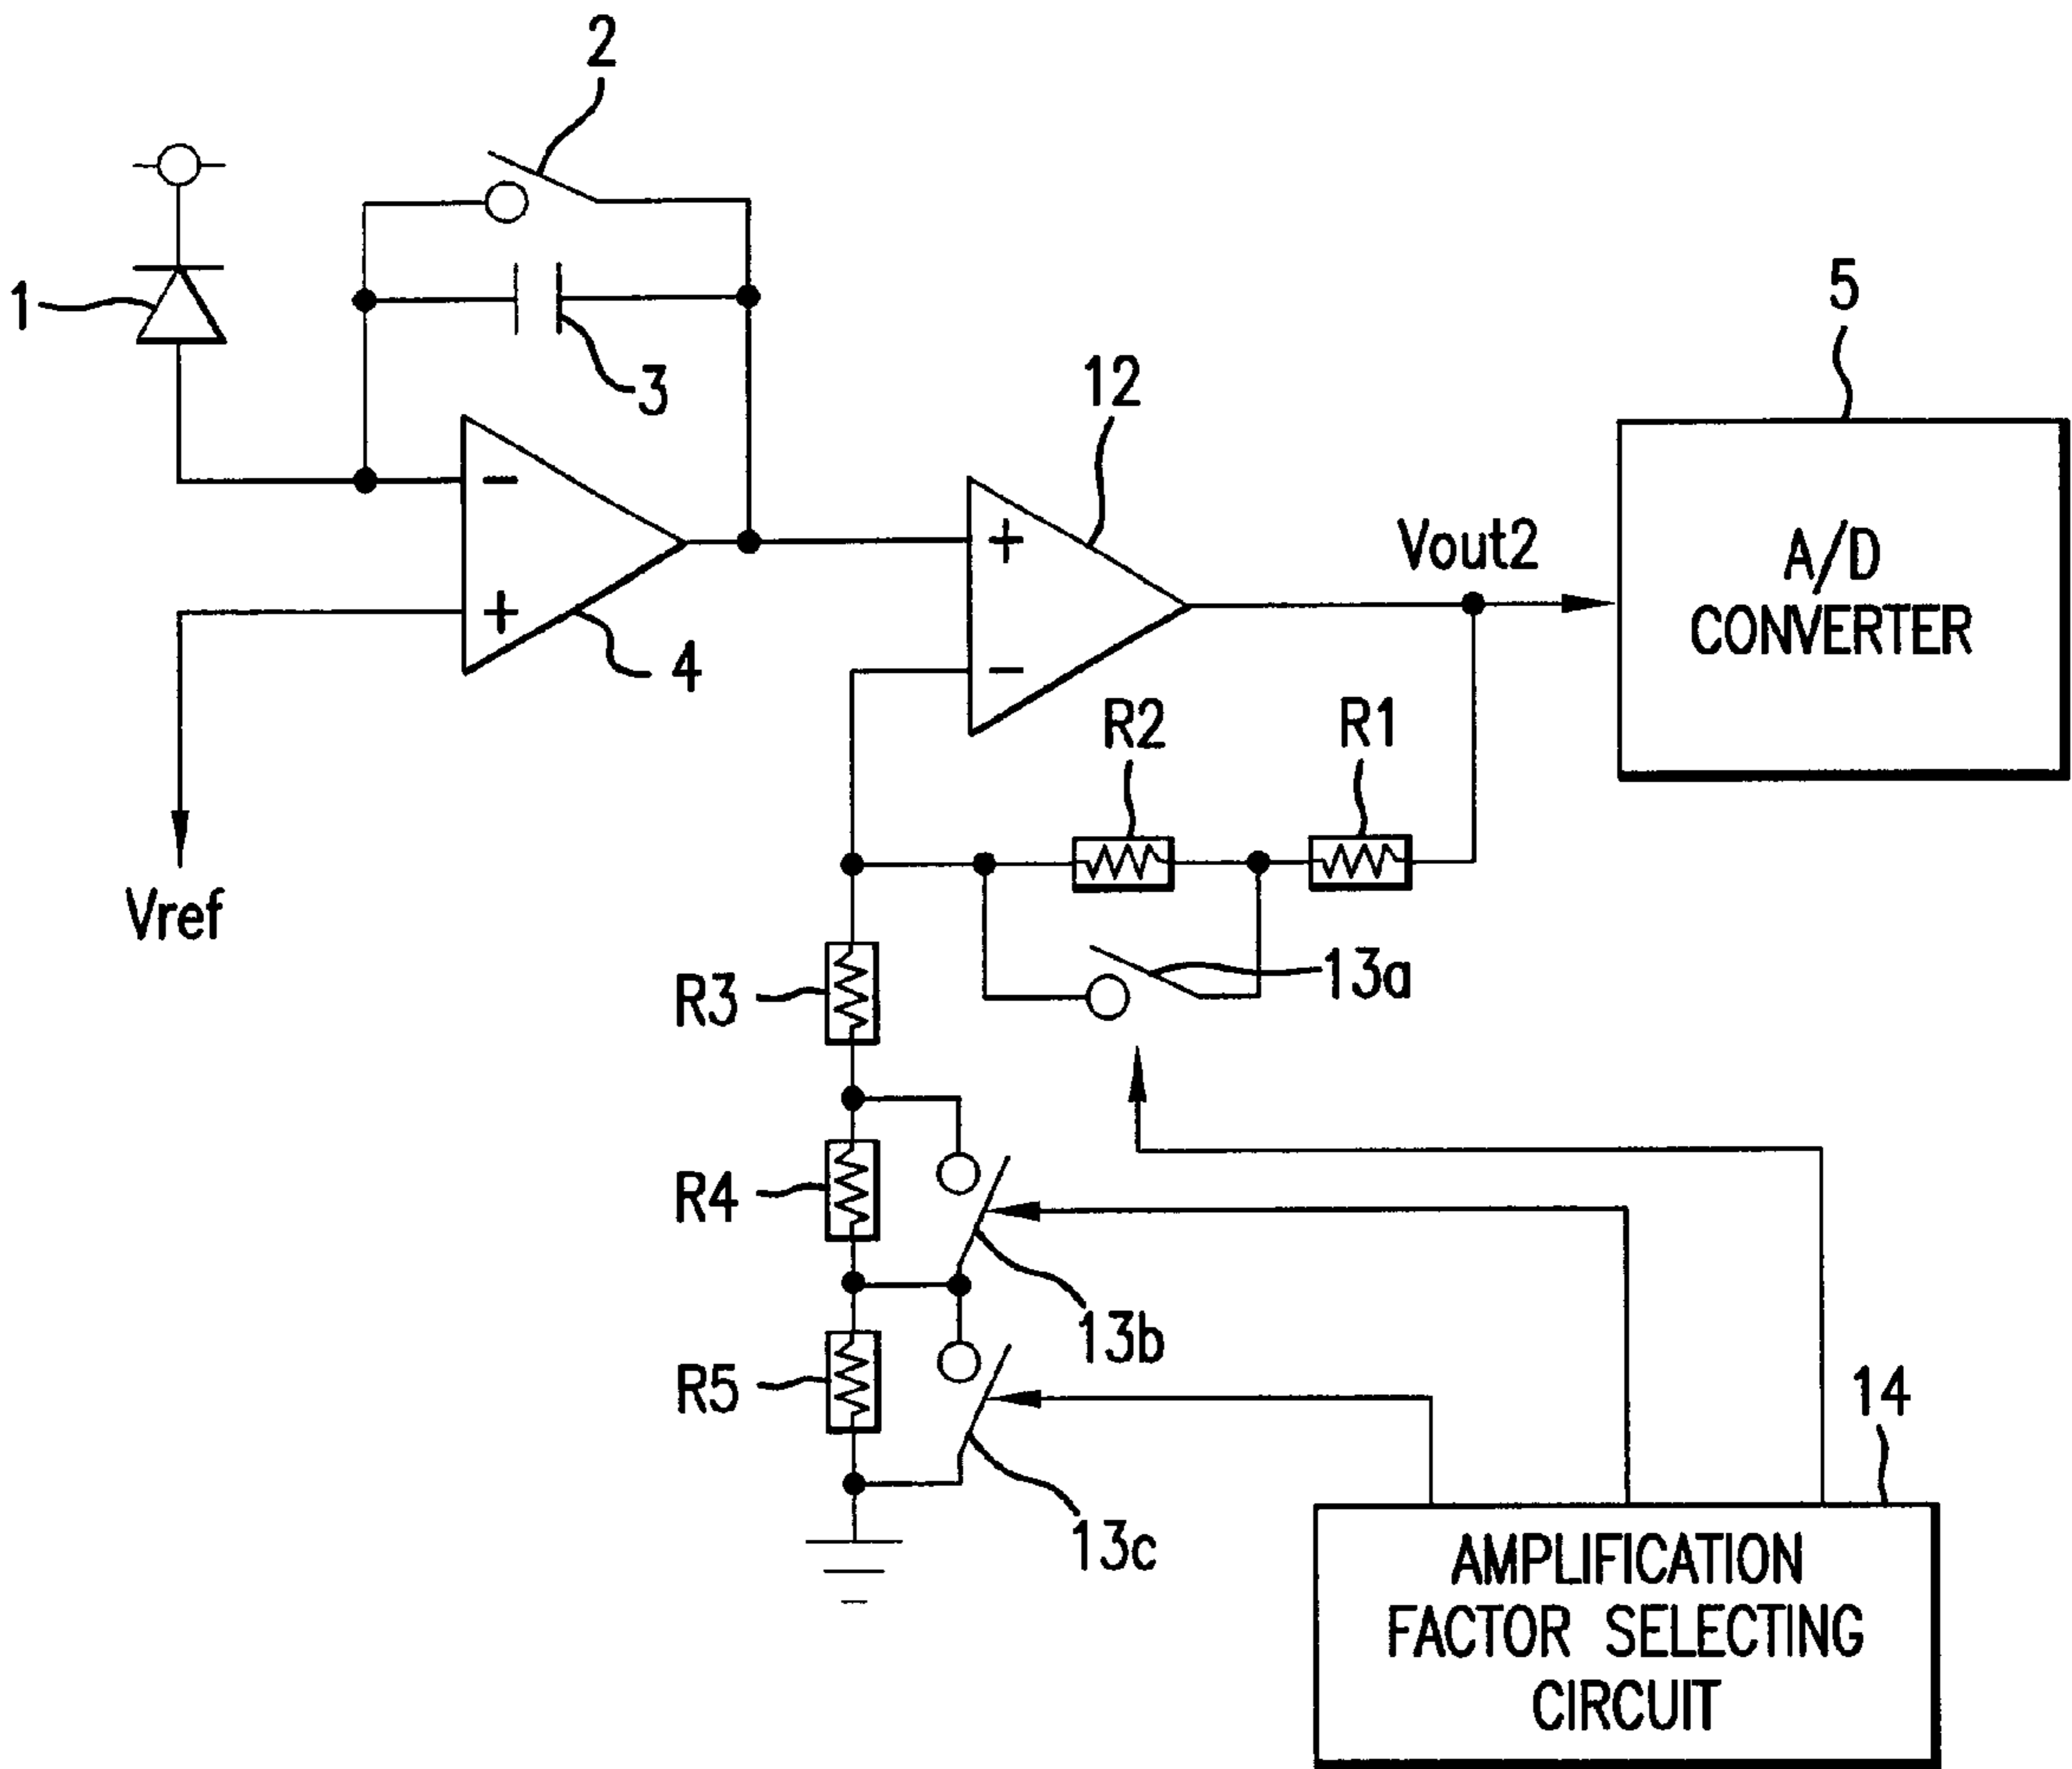 2
1
3
5
12
4
Vout2
A/D
CONVERTER
+
-
-
+
R2
R1
Vref
13a
R3
R4
13b
R5
14
13c
AMPLIFICATION
FACTOR SELECTING
CIRCUIT